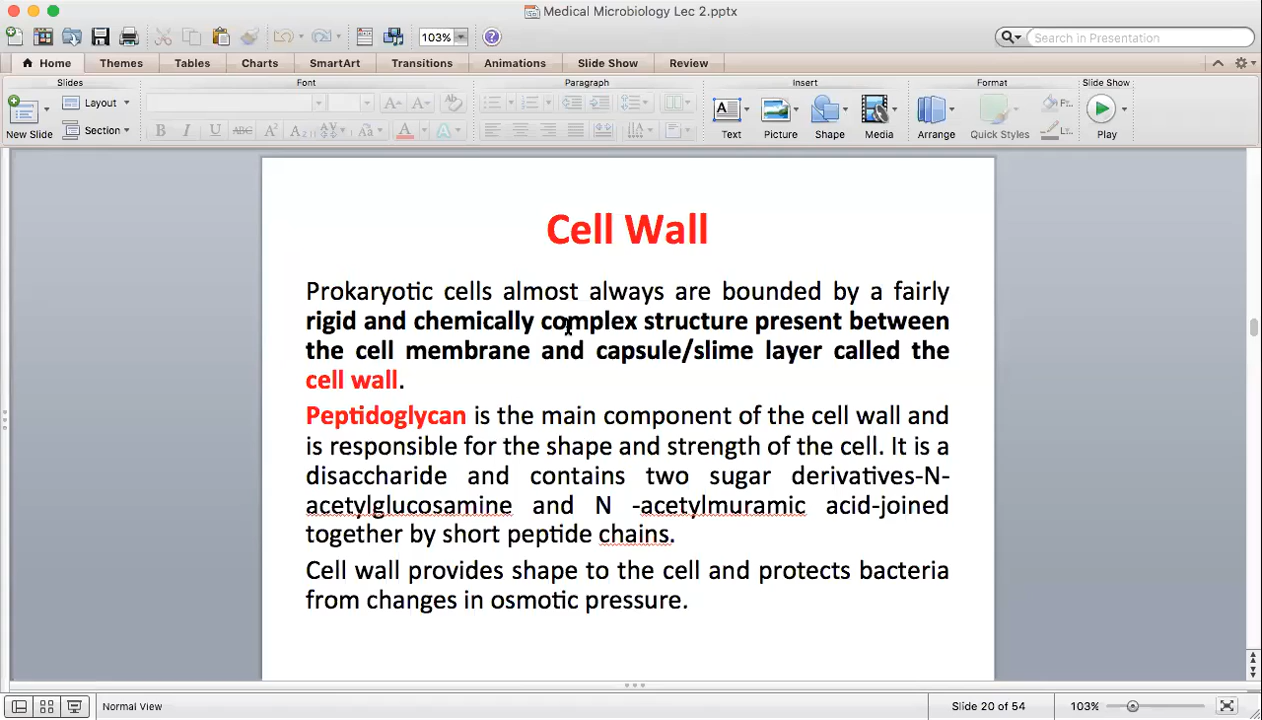 Medical Microbiology Lec 2.pptx
103%
Search in Presentation
Home Themes Tables Charts SmartArt Transitions Animations Slide Show Review
Slides Font Paragraph Insert Format Slide Show
New Slide Layout Section
B I U ABC A A
Text Picture Shape Media Arrange Quick Styles Play
Cell Wall
Prokaryotic cells almost always are bounded by a fairly
rigid and chemically complex structure present between
the cell membrane and capsule/slime layer called the
cell wall.
Peptidoglycan is the main component of the cell wall and
is responsible for the shape and strength of the cell. It is a
disaccharide and contains two sugar derivatives-N-
acetylglucosamine and N -acetylmuramic acid-joined
together by short peptide chains.
Cell wall provides shape to the cell and protects bacteria
from changes in osmotic pressure.
Normal View Slide 20 of 54 103%